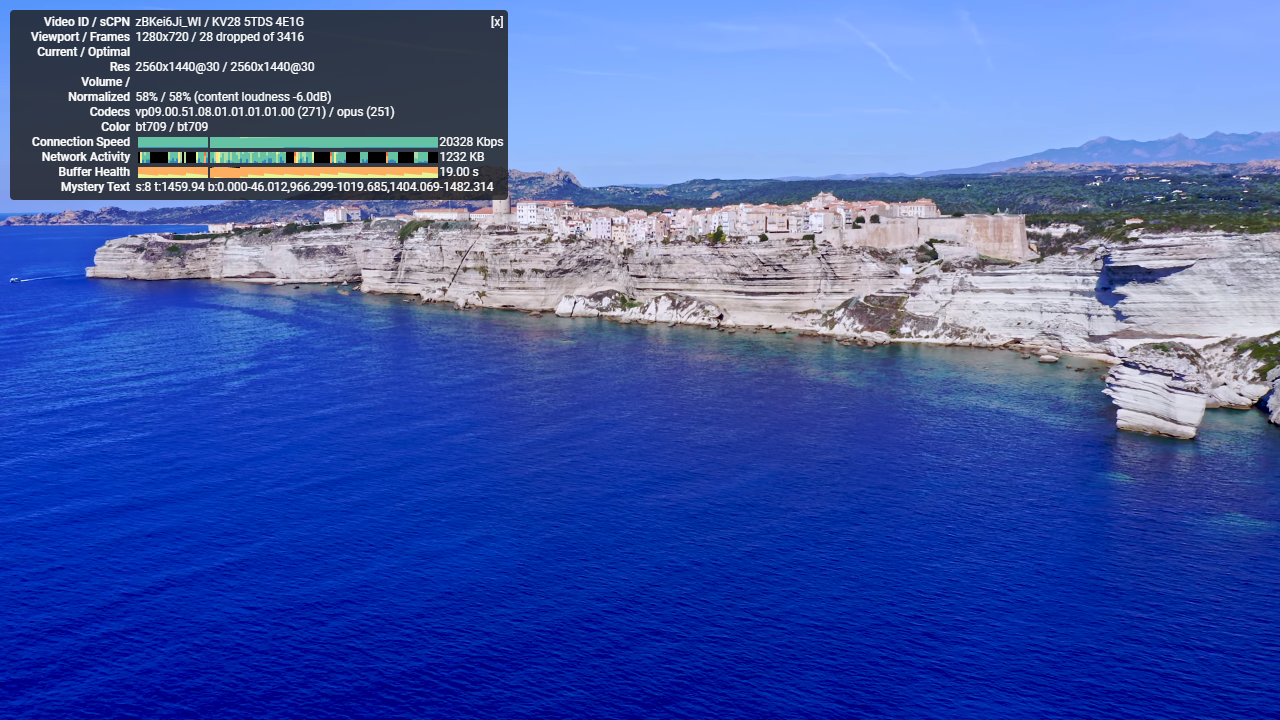 Video ID / sCPN zBKei6Ji_WI / KV28 5TDS 4E1G [x]
Viewport / Frames 1280x720 / 28 dropped of 3416
Current / Optimal
Res 2560x1440@30 / 2560x1440@30
Volume /
Normalized 58% / 58% (content loudness -6.0dB)
Codecs vp09.00.51.08.01.01.01.01.00 (271) / opus (251)
Color bt709 / bt709
Connection Speed 20328 Kbps
Network Activity 1232 KB
Buffer Health 19.00 s
Mystery Text s:8 t:1459.94 b:0.000-46.012,966.299-1019.685,1404.069-1482.314